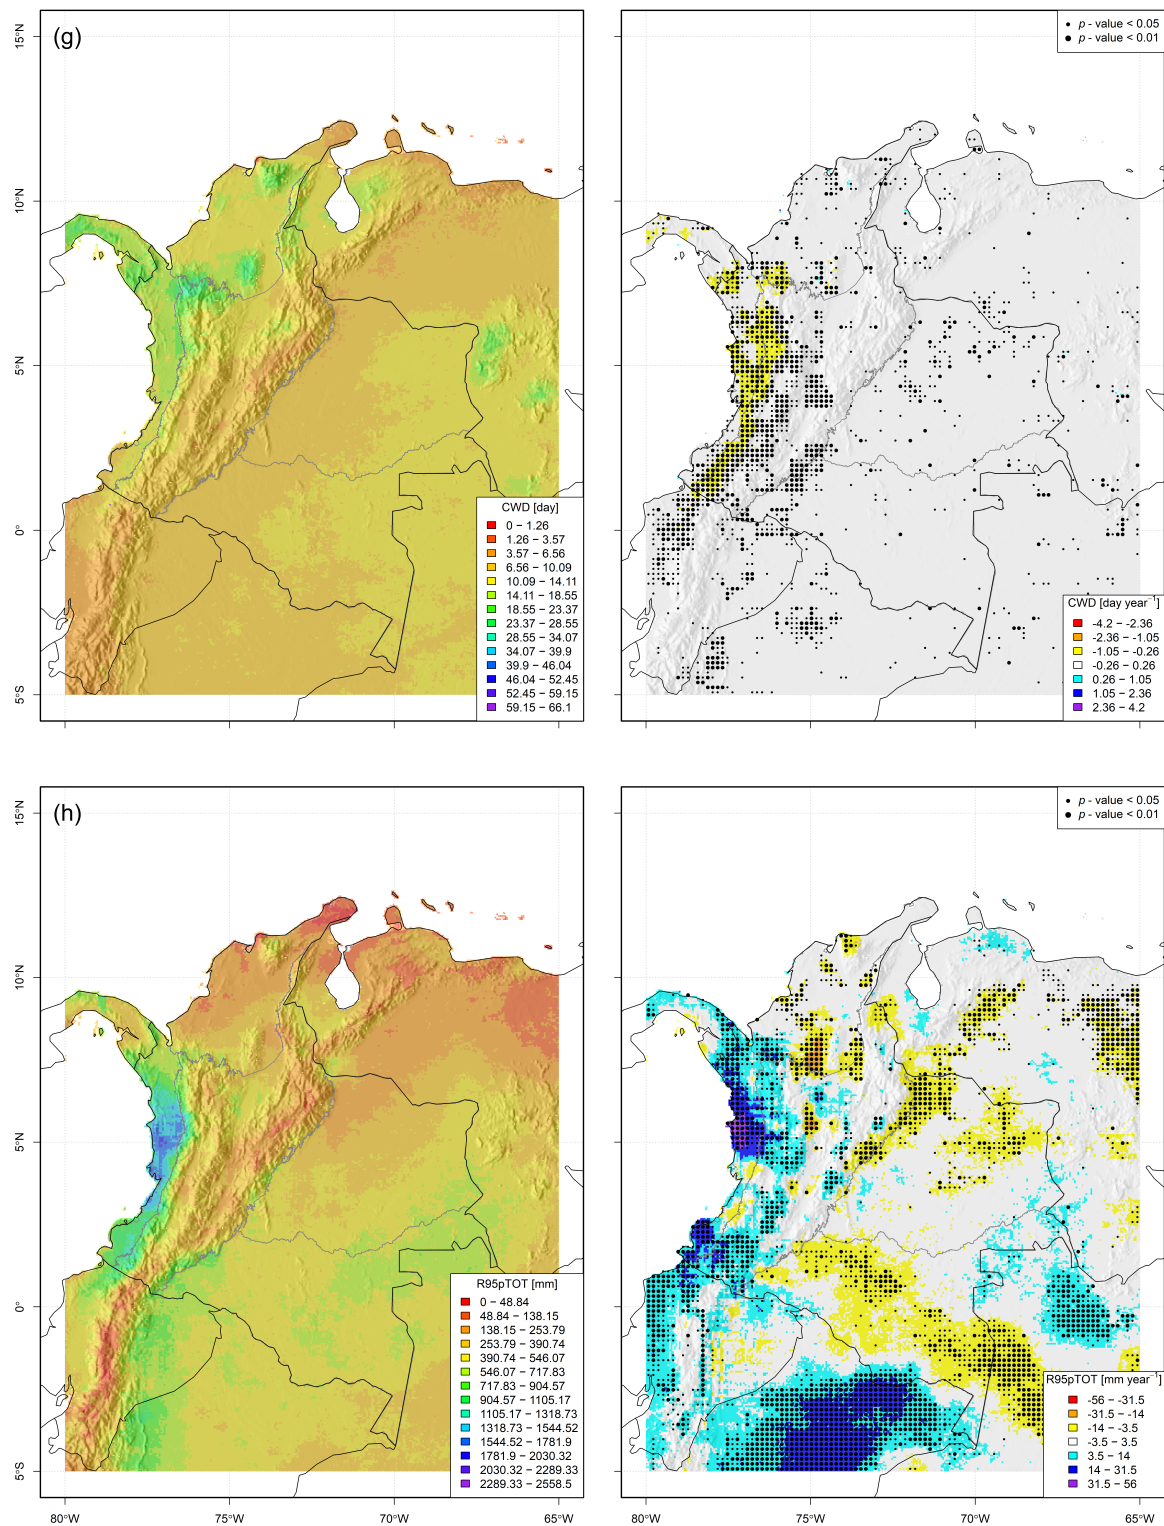 (g)
15°N
10°N
5°N
0°
5°S
CWD [day]
0 – 1.26
1.26 – 3.57
3.57 – 6.56
6.56 – 10.09
10.09 – 14.11
14.11 – 18.55
18.55 – 23.37
23.37 – 28.55
28.55 – 34.07
34.07 – 39.9
39.9 – 46.04
46.04 – 52.45
52.45 – 59.15
59.15 – 66.1
p - value < 0.05
p - value < 0.01
CWD [day year⁻¹]
-4.2 – -2.36
-2.36 – -1.05
-1.05 – -0.26
-0.26 – 0.26
0.26 – 1.05
1.05 – 2.36
2.36 – 4.2
(h)
15°N
10°N
5°N
0°
5°S
R95pTOT [mm]
0 – 48.84
48.84 – 138.15
138.15 – 253.79
253.79 – 390.74
390.74 – 546.07
546.07 – 717.83
717.83 – 904.57
904.57 – 1105.17
1105.17 – 1318.73
1318.73 – 1544.52
1544.52 – 1781.9
1781.9 – 2030.32
2030.32 – 2289.33
2289.33 – 2558.5
80°W 75°W 70°W 65°W
p - value < 0.05
p - value < 0.01
R95pTOT [mm year⁻¹]
-56 – -31.5
-31.5 – -14
-14 – -3.5
-3.5 – 3.5
3.5 – 14
14 – 31.5
31.5 – 56
80°W 75°W 70°W 65°W